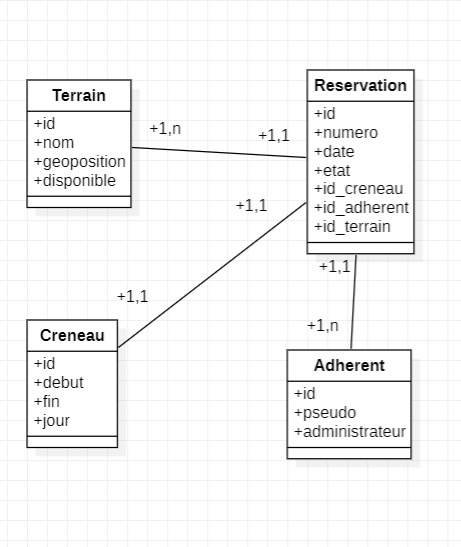 Terrain
+id
+nom
+geoposition
+disponible
+1,n
+1,1
Reservation
+id
+numero
+date
+etat
+id_creneau
+id_adherent
+id_terrain
+1,1
+1,1
+1,1
+1,n
Creneau
+id
+debut
+fin
+jour
Adherent
+id
+pseudo
+administrateur